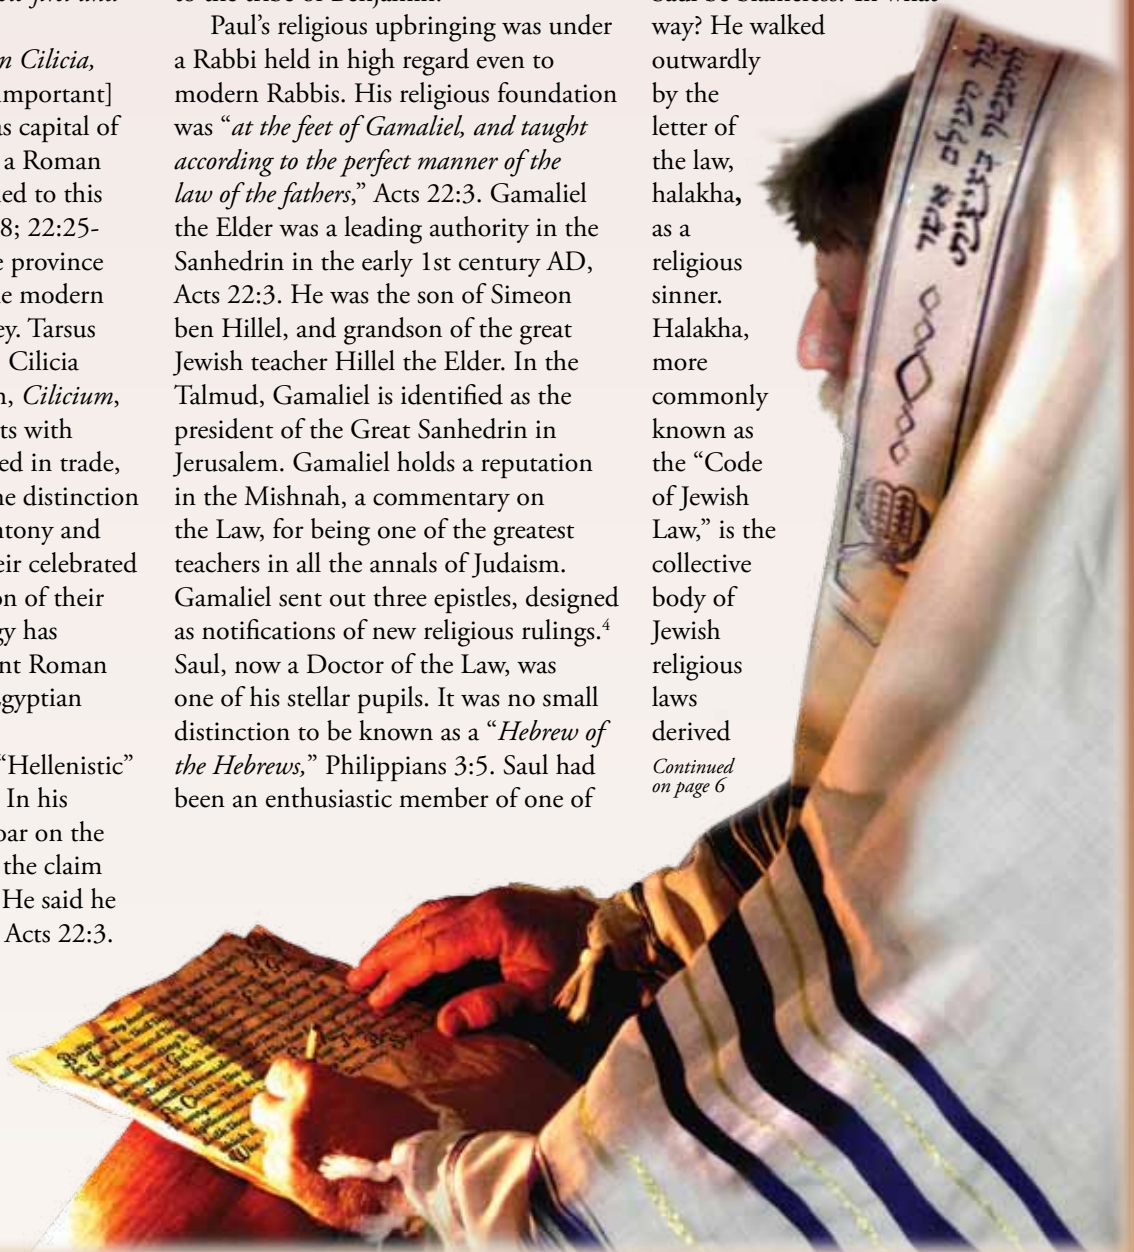 n Cilicia,
important]
as capital of
a Roman
ed to this
8; 22:25-
e province
e modern
ey. Tarsus
Cilicia
n, Cilicium,
ts with
ed in trade,
ne distinction
ntony and
eir celebrated
on of their
gy has
nt Roman
gyptian
“Hellenistic”
In his
oar on the
the claim
He said he
Acts 22:3.
Paul’s religious upbringing was under
a Rabbi held in high regard even to
modern Rabbis. His religious foundation
was “at the feet of Gamaliel, and taught
according to the perfect manner of the
law of the fathers,” Acts 22:3. Gamaliel
the Elder was a leading authority in the
Sanhedrin in the early 1st century AD,
Acts 22:3. He was the son of Simeon
ben Hillel, and grandson of the great
Jewish teacher Hillel the Elder. In the
Talmud, Gamaliel is identified as the
president of the Great Sanhedrin in
Jerusalem. Gamaliel holds a reputation
in the Mishnah, a commentary on
the Law, for being one of the greatest
teachers in all the annals of Judaism.
Gamaliel sent out three epistles, designed
as notifications of new religious rulings.4
Saul, now a Doctor of the Law, was
one of his stellar pupils. It was no small
distinction to be known as a “Hebrew of
the Hebrews,” Philippians 3:5. Saul had
been an enthusiastic member of one of
way? He walked
outwardly
by the
letter of
the law,
halakha,
as a
religious
sinner.
Halakha,
more
commonly
known as
the “Code
of Jewish
Law,” is the
collective
body of
Jewish
religious
laws
derived
Continued
on page 6